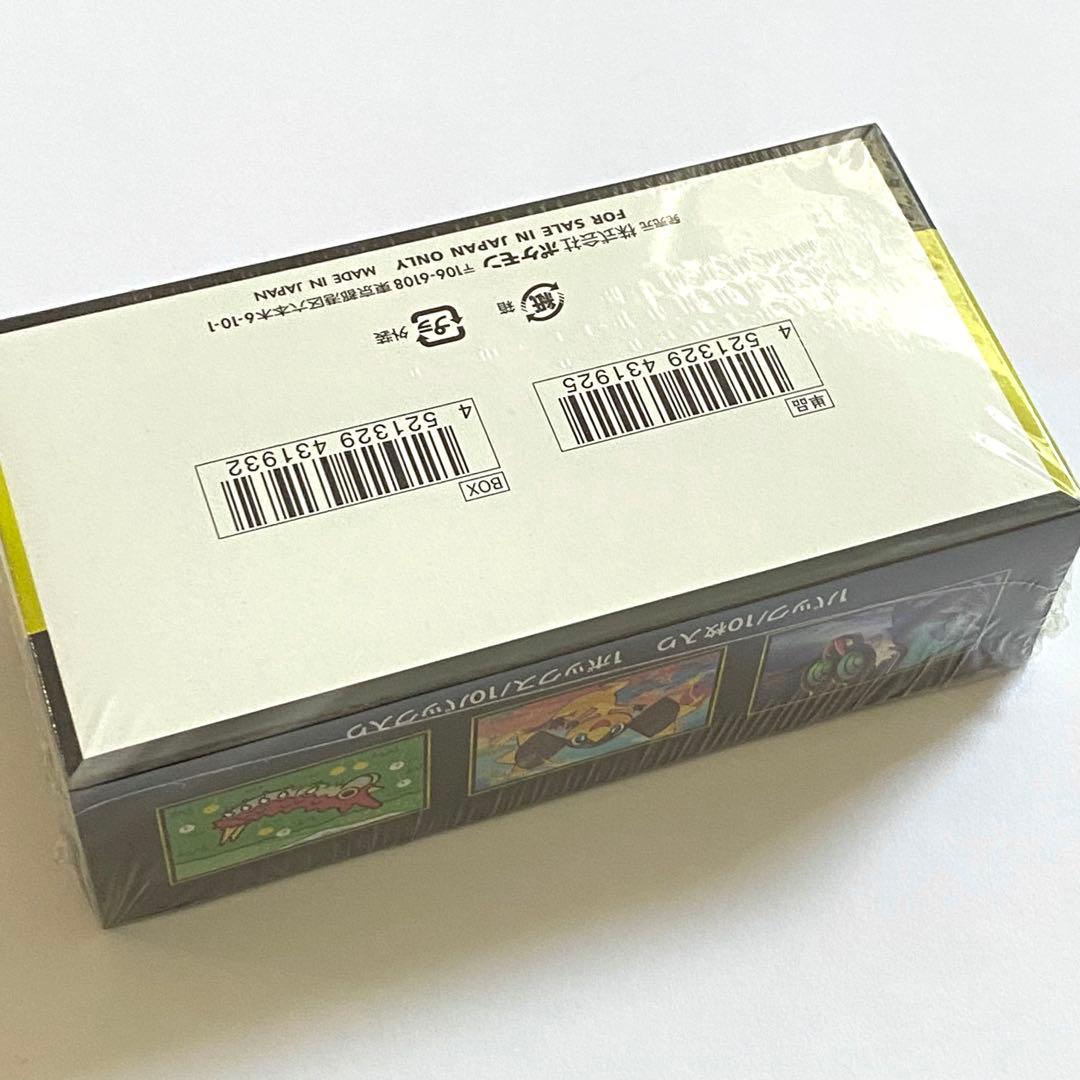 1パック/10枚入り 1ボックス/10パック入り
単品
4 521329 431925
BOX
4 521329 431932
紙 箱
プラ 外装
発売元 株式会社ポケモン 〒106-6108 東京都港区六本木6-10-1
FOR SALE IN JAPAN ONLY MADE IN JAPAN